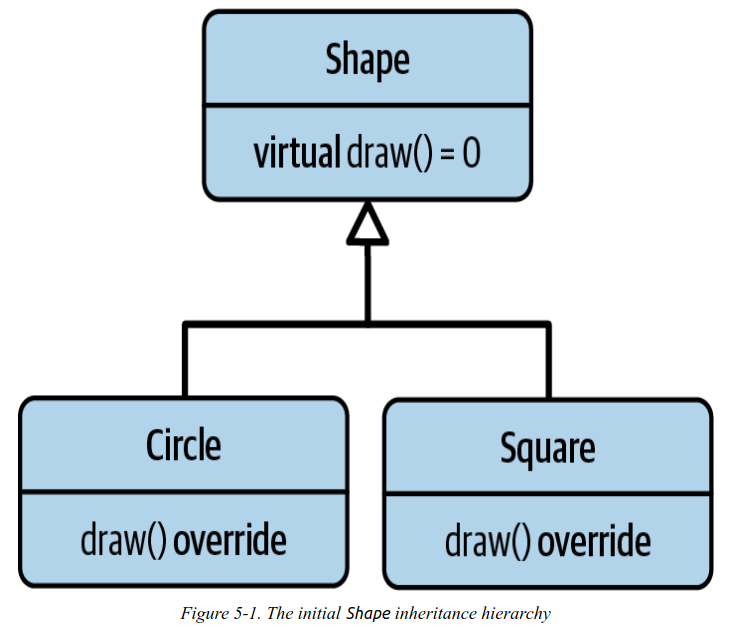 Shape
virtual draw() = 0
Circle
Square
draw() override
draw() override
Figure 5-1. The initial Shape inheritance hierarchy